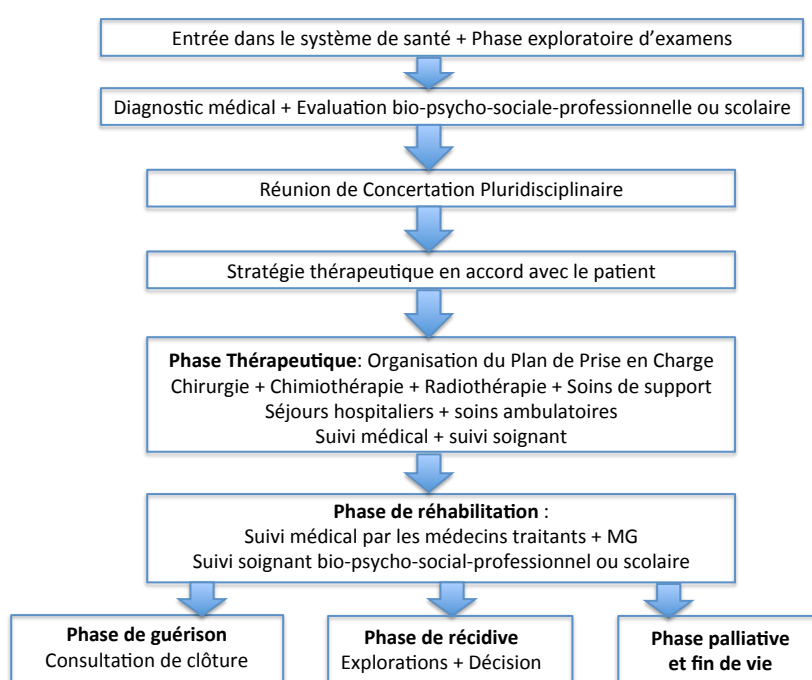 Entrée dans le système de santé + Phase exploratoire d'examens
Diagnostic médical + Evaluation bio-psycho-sociale-professionnelle ou scolaire
Réunion de Concertation Pluridisciplinaire
Stratégie thérapeutique en accord avec le patient
Phase Thérapeutique: Organisation du Plan de Prise en Charge
Chirurgie + Chimiothérapie + Radiothérapie + Soins de support
Séjours hospitaliers + soins ambulatoires
Suivi médical + suivi soignant
Phase de réhabilitation :
Suivi médical par les médecins traitants + MG
Suivi soignant bio-psycho-social-professionnel ou scolaire
Phase de guérison
Consultation de clôture
Phase de récidive
Explorations + Décision
Phase palliative
et fin de vie